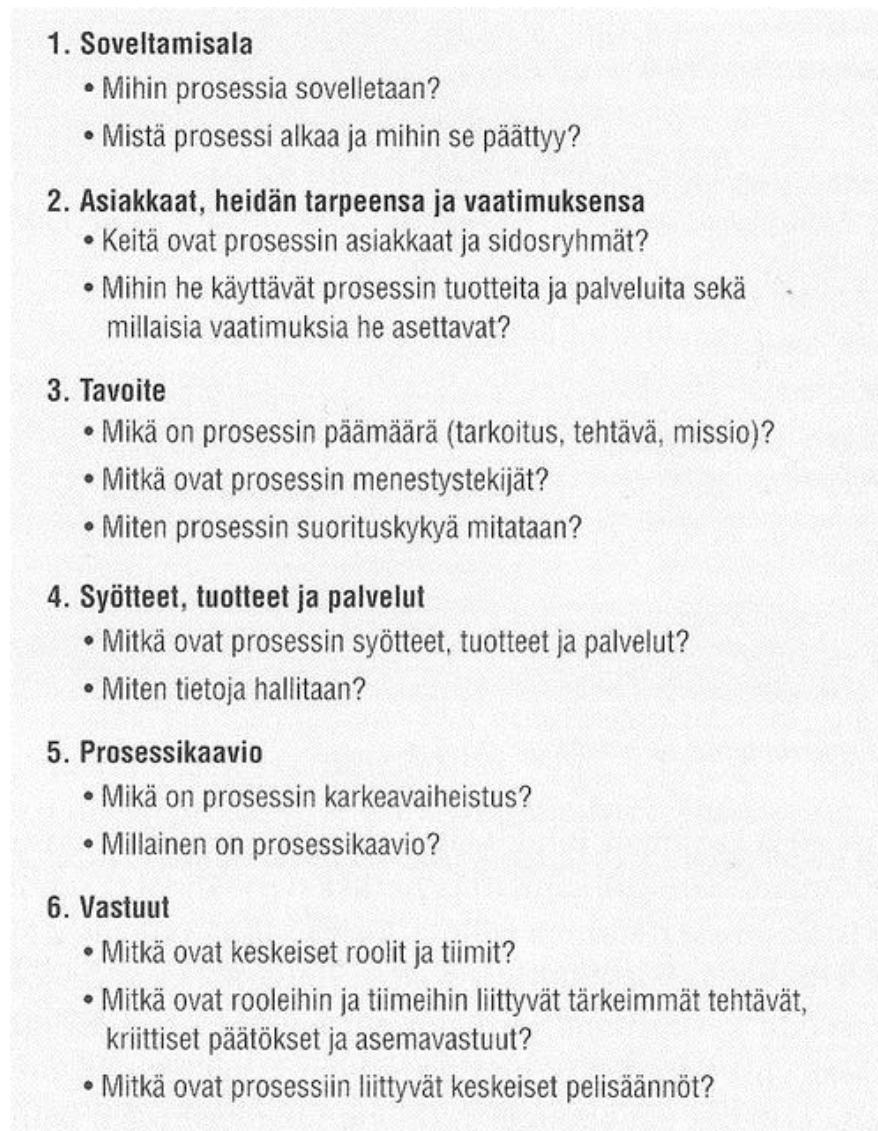 1. Soveltamisala
• Mihin prosessia sovelletaan?
• Mistä prosessi alkaa ja mihin se päättyy?
2. Asiakkaat, heidän tarpeensa ja vaatimuksensa
• Keitä ovat prosessin asiakkaat ja sidosryhmät?
• Mihin he käyttävät prosessin tuotteita ja palveluita sekä
millaisia vaatimuksia he asettavat?
3. Tavoite
• Mikä on prosessin päämäärä (tarkoitus, tehtävä, missio)?
• Mitkä ovat prosessin menestystekijät?
• Miten prosessin suorituskykyä mitataan?
4. Syötteet, tuotteet ja palvelut
• Mitkä ovat prosessin syötteet, tuotteet ja palvelut?
• Miten tietoja hallitaan?
5. Prosessikaavio
• Mikä on prosessin karkeavaiheistus?
• Millainen on prosessikaavio?
6. Vastuut
• Mitkä ovat keskeiset roolit ja tiimit?
• Mitkä ovat rooleihin ja tiimeihin liittyvät tärkeimmät tehtävät,
kriittiset päätökset ja asemavastuut?
• Mitkä ovat prosessiin liittyvät keskeiset pelisäännöt?